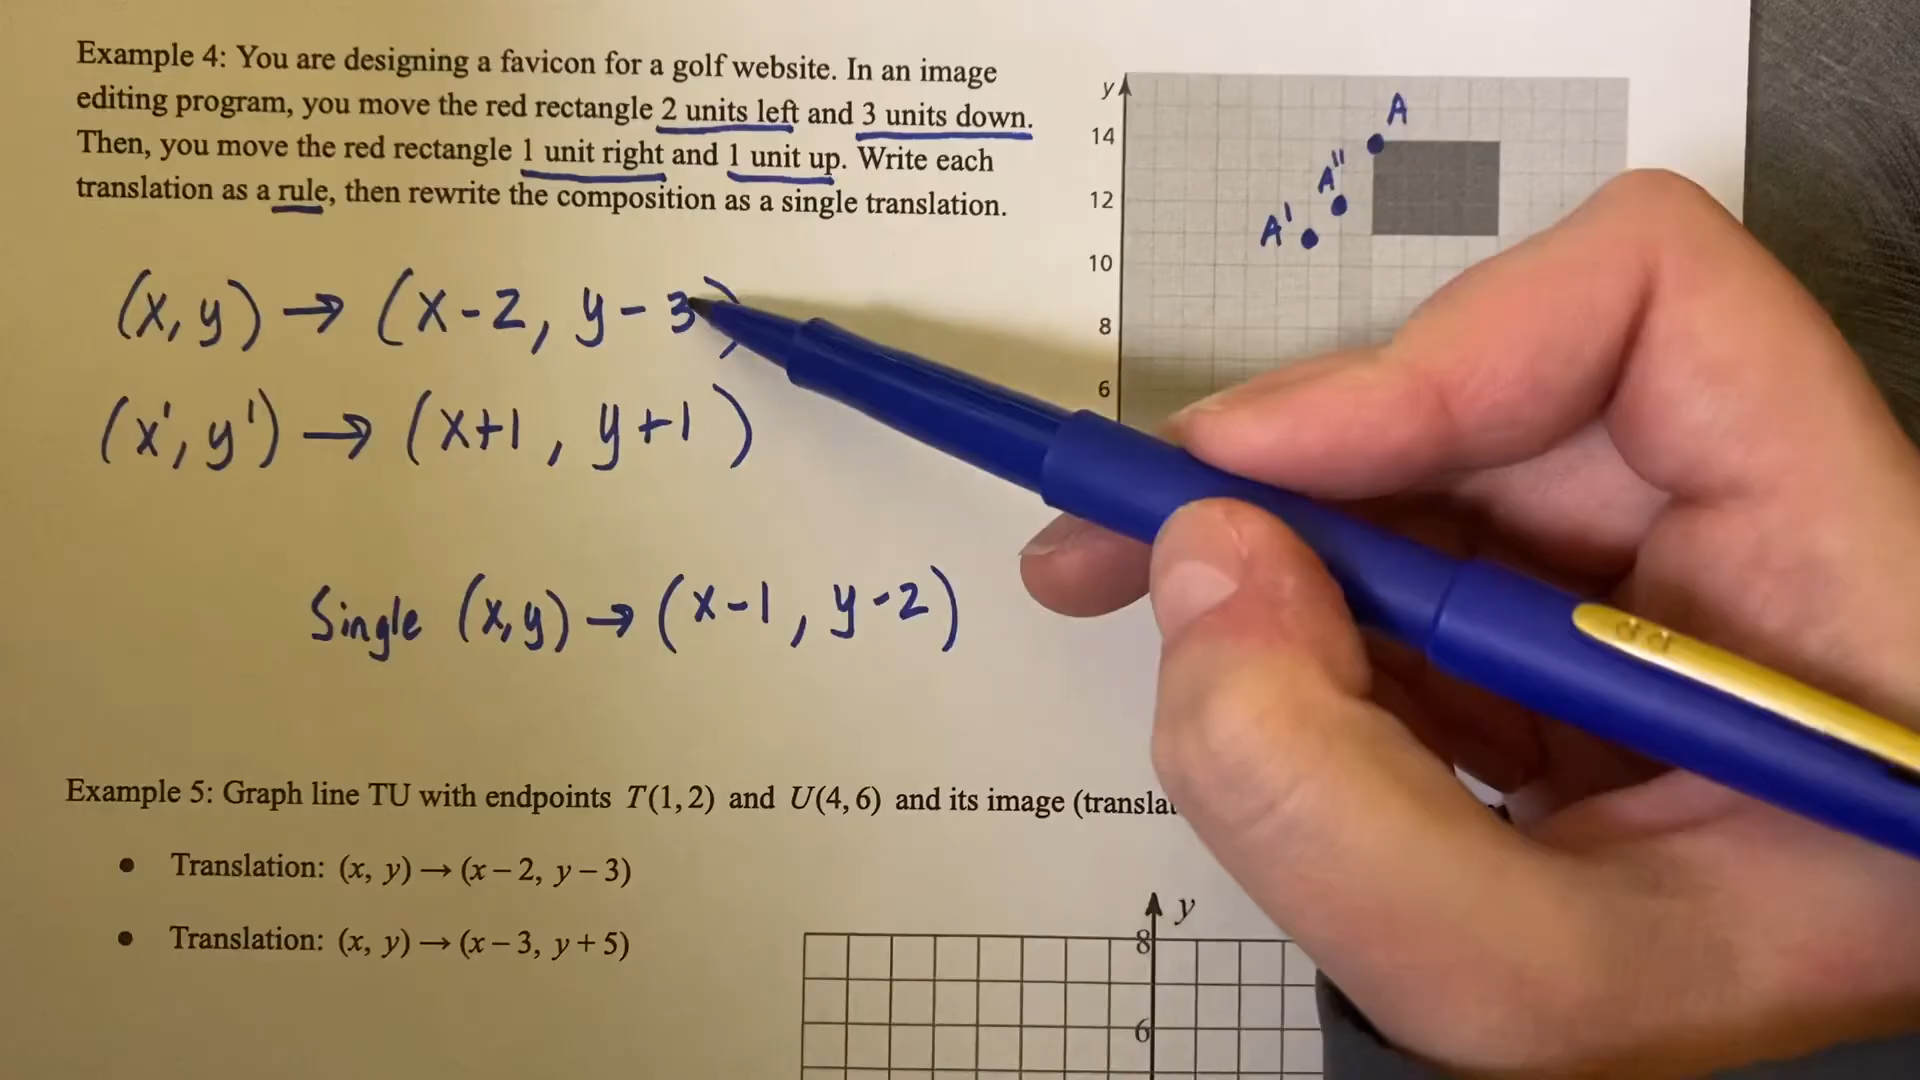 Example 4: You are designing a favicon for a golf website. In an image
editing program, you move the red rectangle 2 units left and 3 units down.
Then, you move the red rectangle 1 unit right and 1 unit up. Write each
translation as a rule, then rewrite the composition as a single translation.
(x, y) → (x - 2, y - 3)
(x', y') → (x+1, y+1)
Single (x, y) → (x-1, y-2)
y
14
12
10
8
6
A
A''
A'
Example 5: Graph line TU with endpoints T(1, 2) and U(4, 6) and its image
• Translation: (x, y) → (x − 2, y − 3)
• Translation: (x, y) → (x − 3, y + 5)
y
8
6